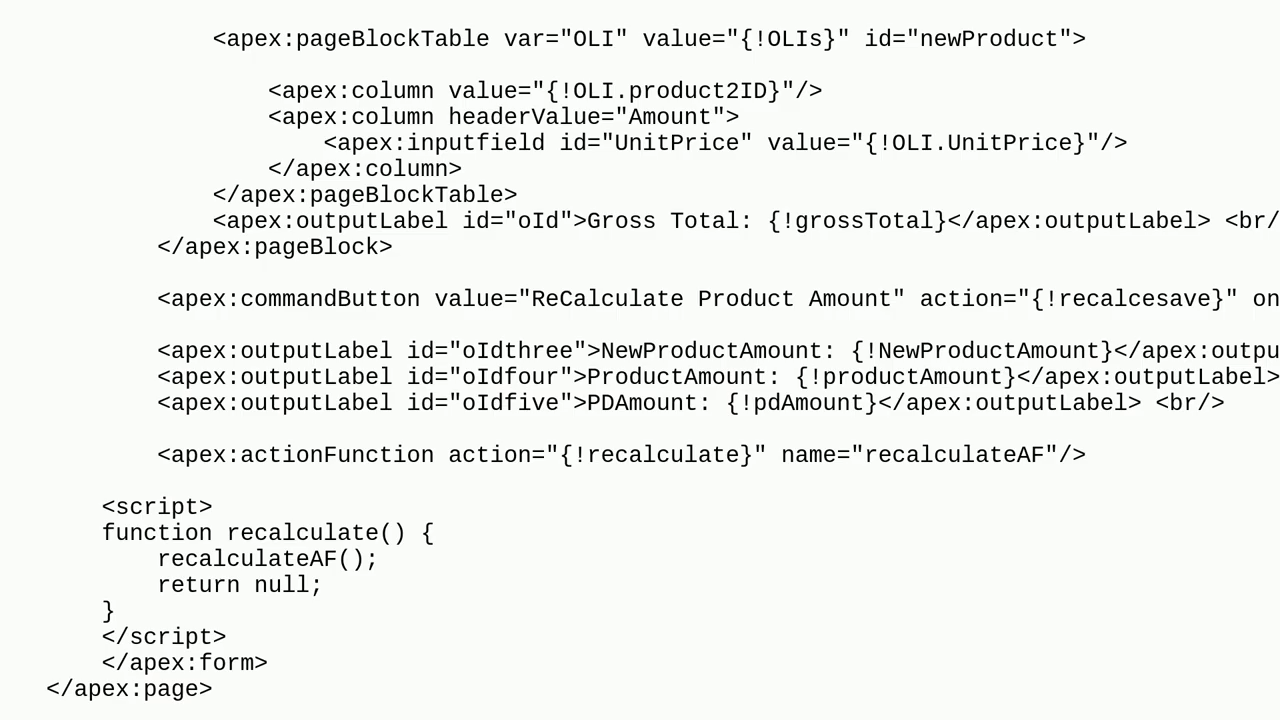 <apex:pageBlockTable var="OLI" value="{!OLIs}" id="newProduct">
<apex:column value="{!OLI.product2ID}"/>
<apex:column headerValue="Amount">
<apex:inputfield id="UnitPrice" value="{!OLI.UnitPrice}"/>
</apex:column>
</apex:pageBlockTable>
<apex:outputLabel id="oId">Gross Total: {!grossTotal}</apex:outputLabel> <br/
</apex:pageBlock>
<apex:commandButton value="ReCalculate Product Amount" action="{!recalcesave}" on
<apex:outputLabel id="oIdthree">NewProductAmount: {!NewProductAmount}</apex:outpu
<apex:outputLabel id="oIdfour">ProductAmount: {!productAmount}</apex:outputLabel>
<apex:outputLabel id="oIdfive">PDAmount: {!pdAmount}</apex:outputLabel> <br/>
<apex:actionFunction action="{!recalculate}" name="recalculateAF"/>
<script>
function recalculate() {
recalculateAF();
return null;
}
</script>
</apex:form>
</apex:page>